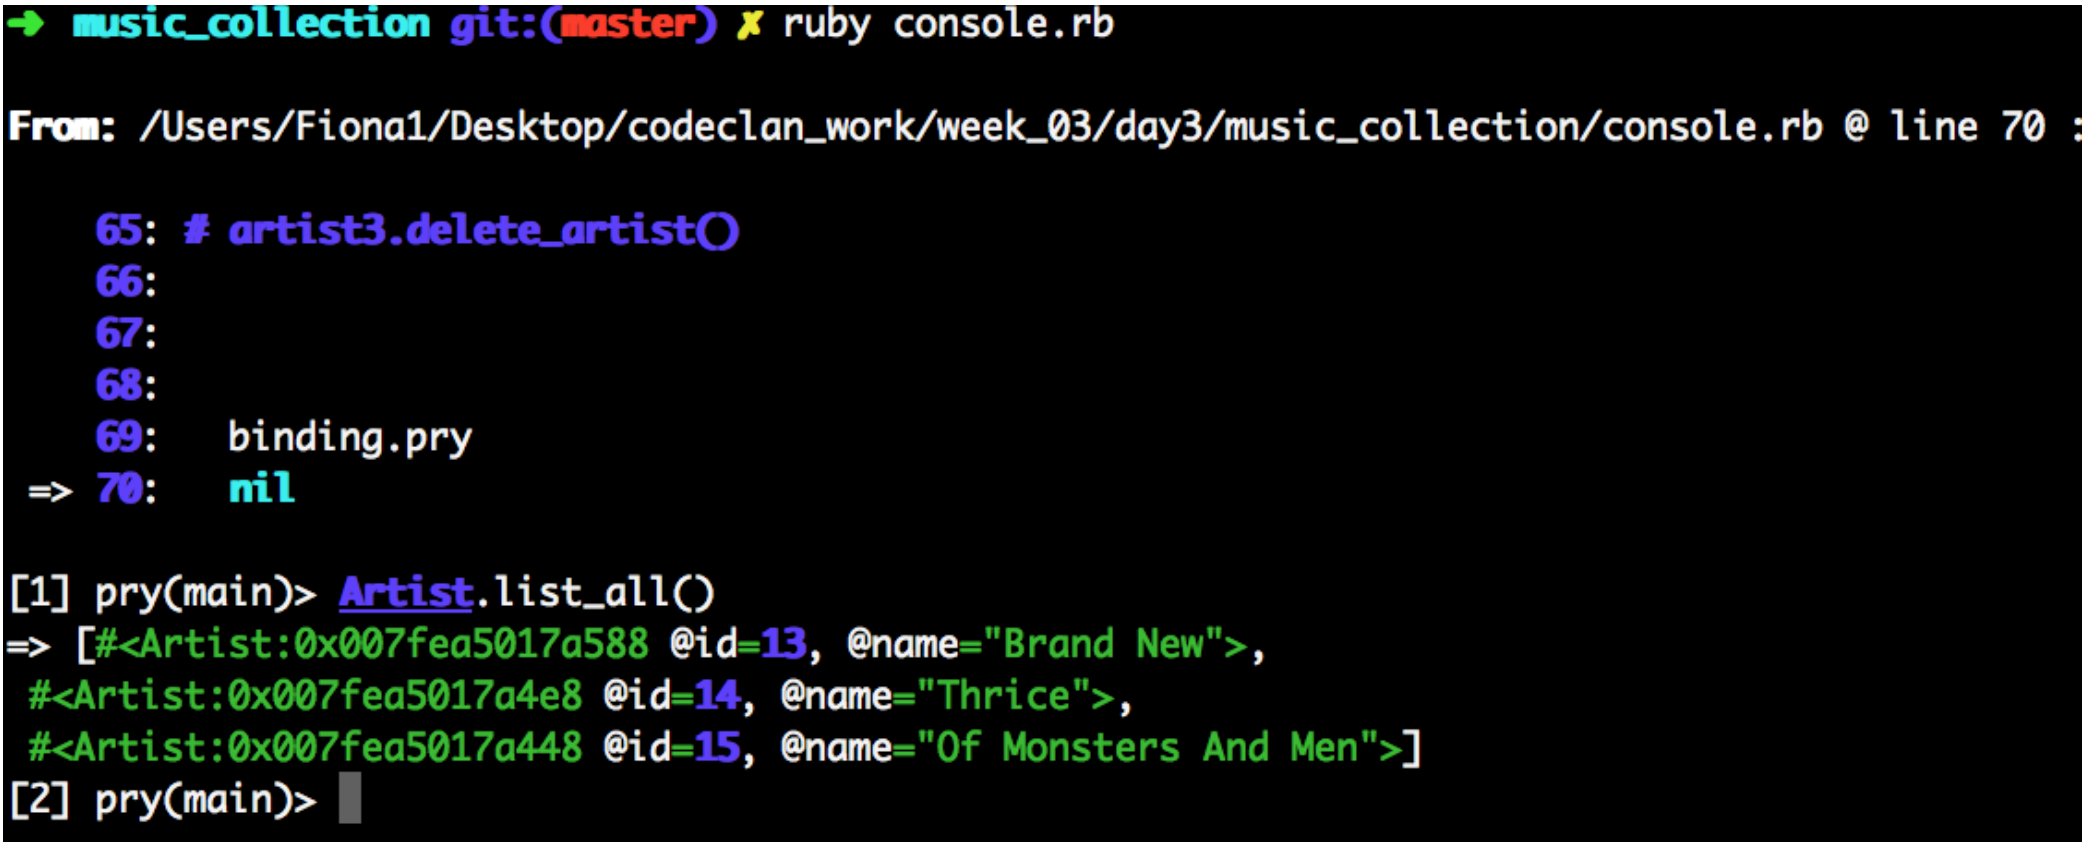 ➜ music_collection git:(master) ✗ ruby console.rb
From: /Users/Fiona1/Desktop/codeclan_work/week_03/day3/music_collection/console.rb @ line 70 :
65: # artist3.delete_artist()
66:
67:
68:
69: binding.pry
=> 70: nil
[1] pry(main)> Artist.list_all()
=> [#<Artist:0x007fea5017a588 @id=13, @name="Brand New">,
#<Artist:0x007fea5017a4e8 @id=14, @name="Thrice">,
#<Artist:0x007fea5017a448 @id=15, @name="Of Monsters And Men">]
[2] pry(main)>